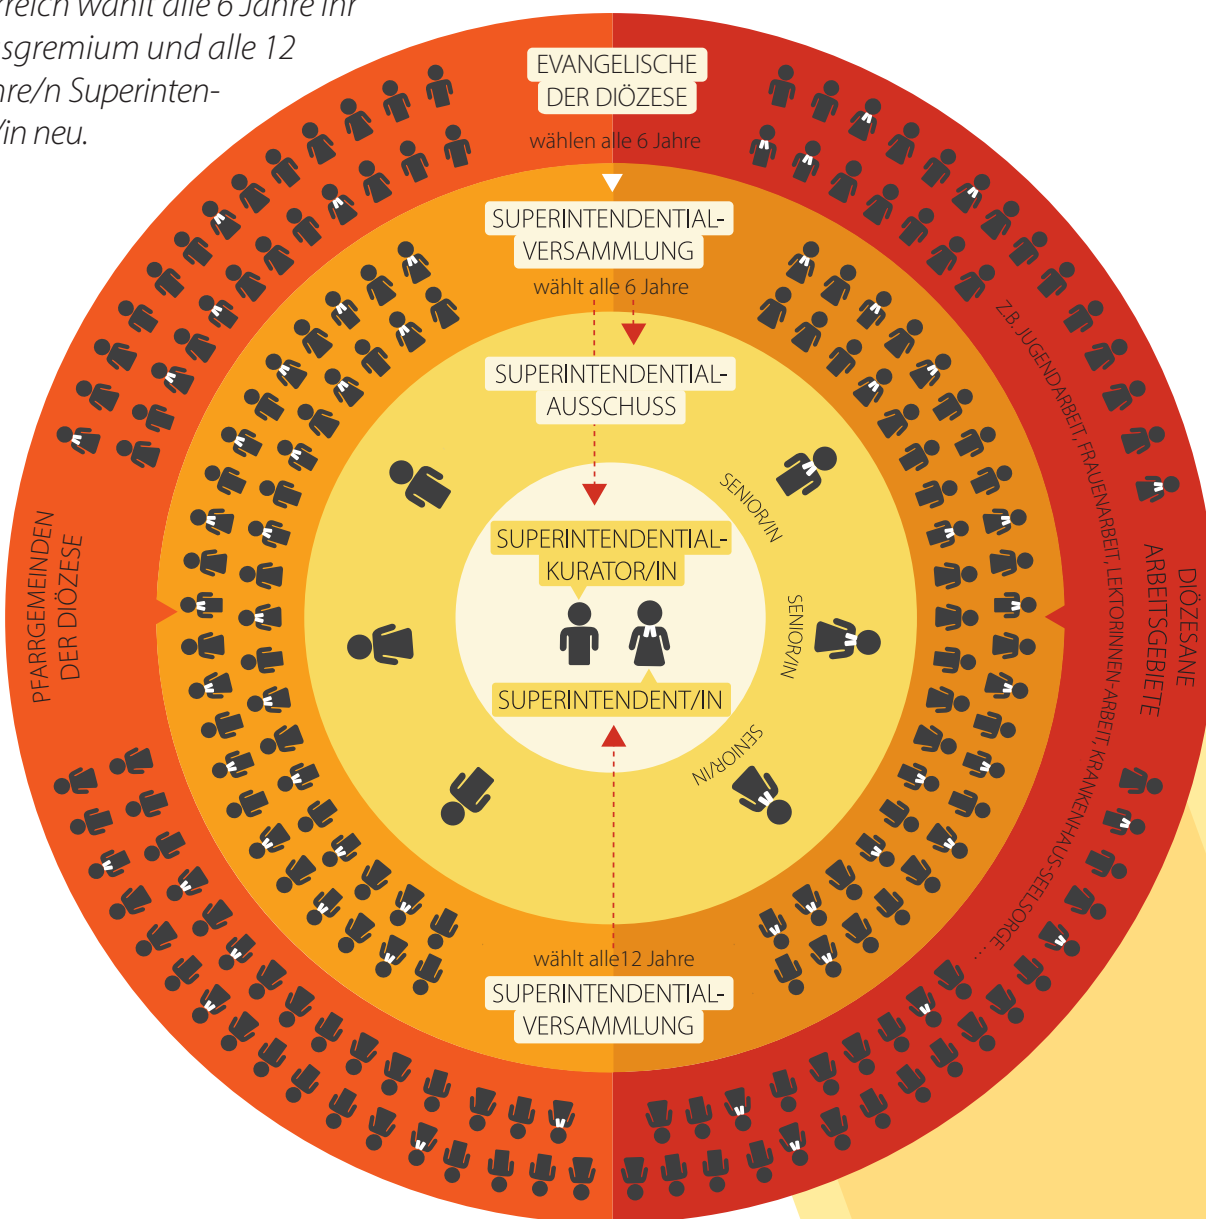 rreich wählt alle 6 Jahre ihr
sgremium und alle 12
hre/n Superinten-
/in neu.
EVANGELISCHE
DER DIÖZESE
wählen alle 6 Jahre
SUPERINTENDENTIAL-
VERSAMMLUNG
wählt alle 6 Jahre
SUPERINTENDENTIAL-
AUSSCHUSS
SUPERINTENDENTIAL-
KURATOR/IN
SUPERINTENDENT/IN
SENIOR/IN
SENIOR/IN
SENIOR/IN
PFARRGEMEINDEN
DER DIÖZESE
Z.B. JUGENDARBEIT, FRAUENARBEIT, LEKTORINNEN-ARBEIT, KRANKENHAUS-SEELSORGE ...
DIÖZESANE
ARBEITSGEBIETE
wählt alle12 Jahre
SUPERINTENDENTIAL-
VERSAMMLUNG